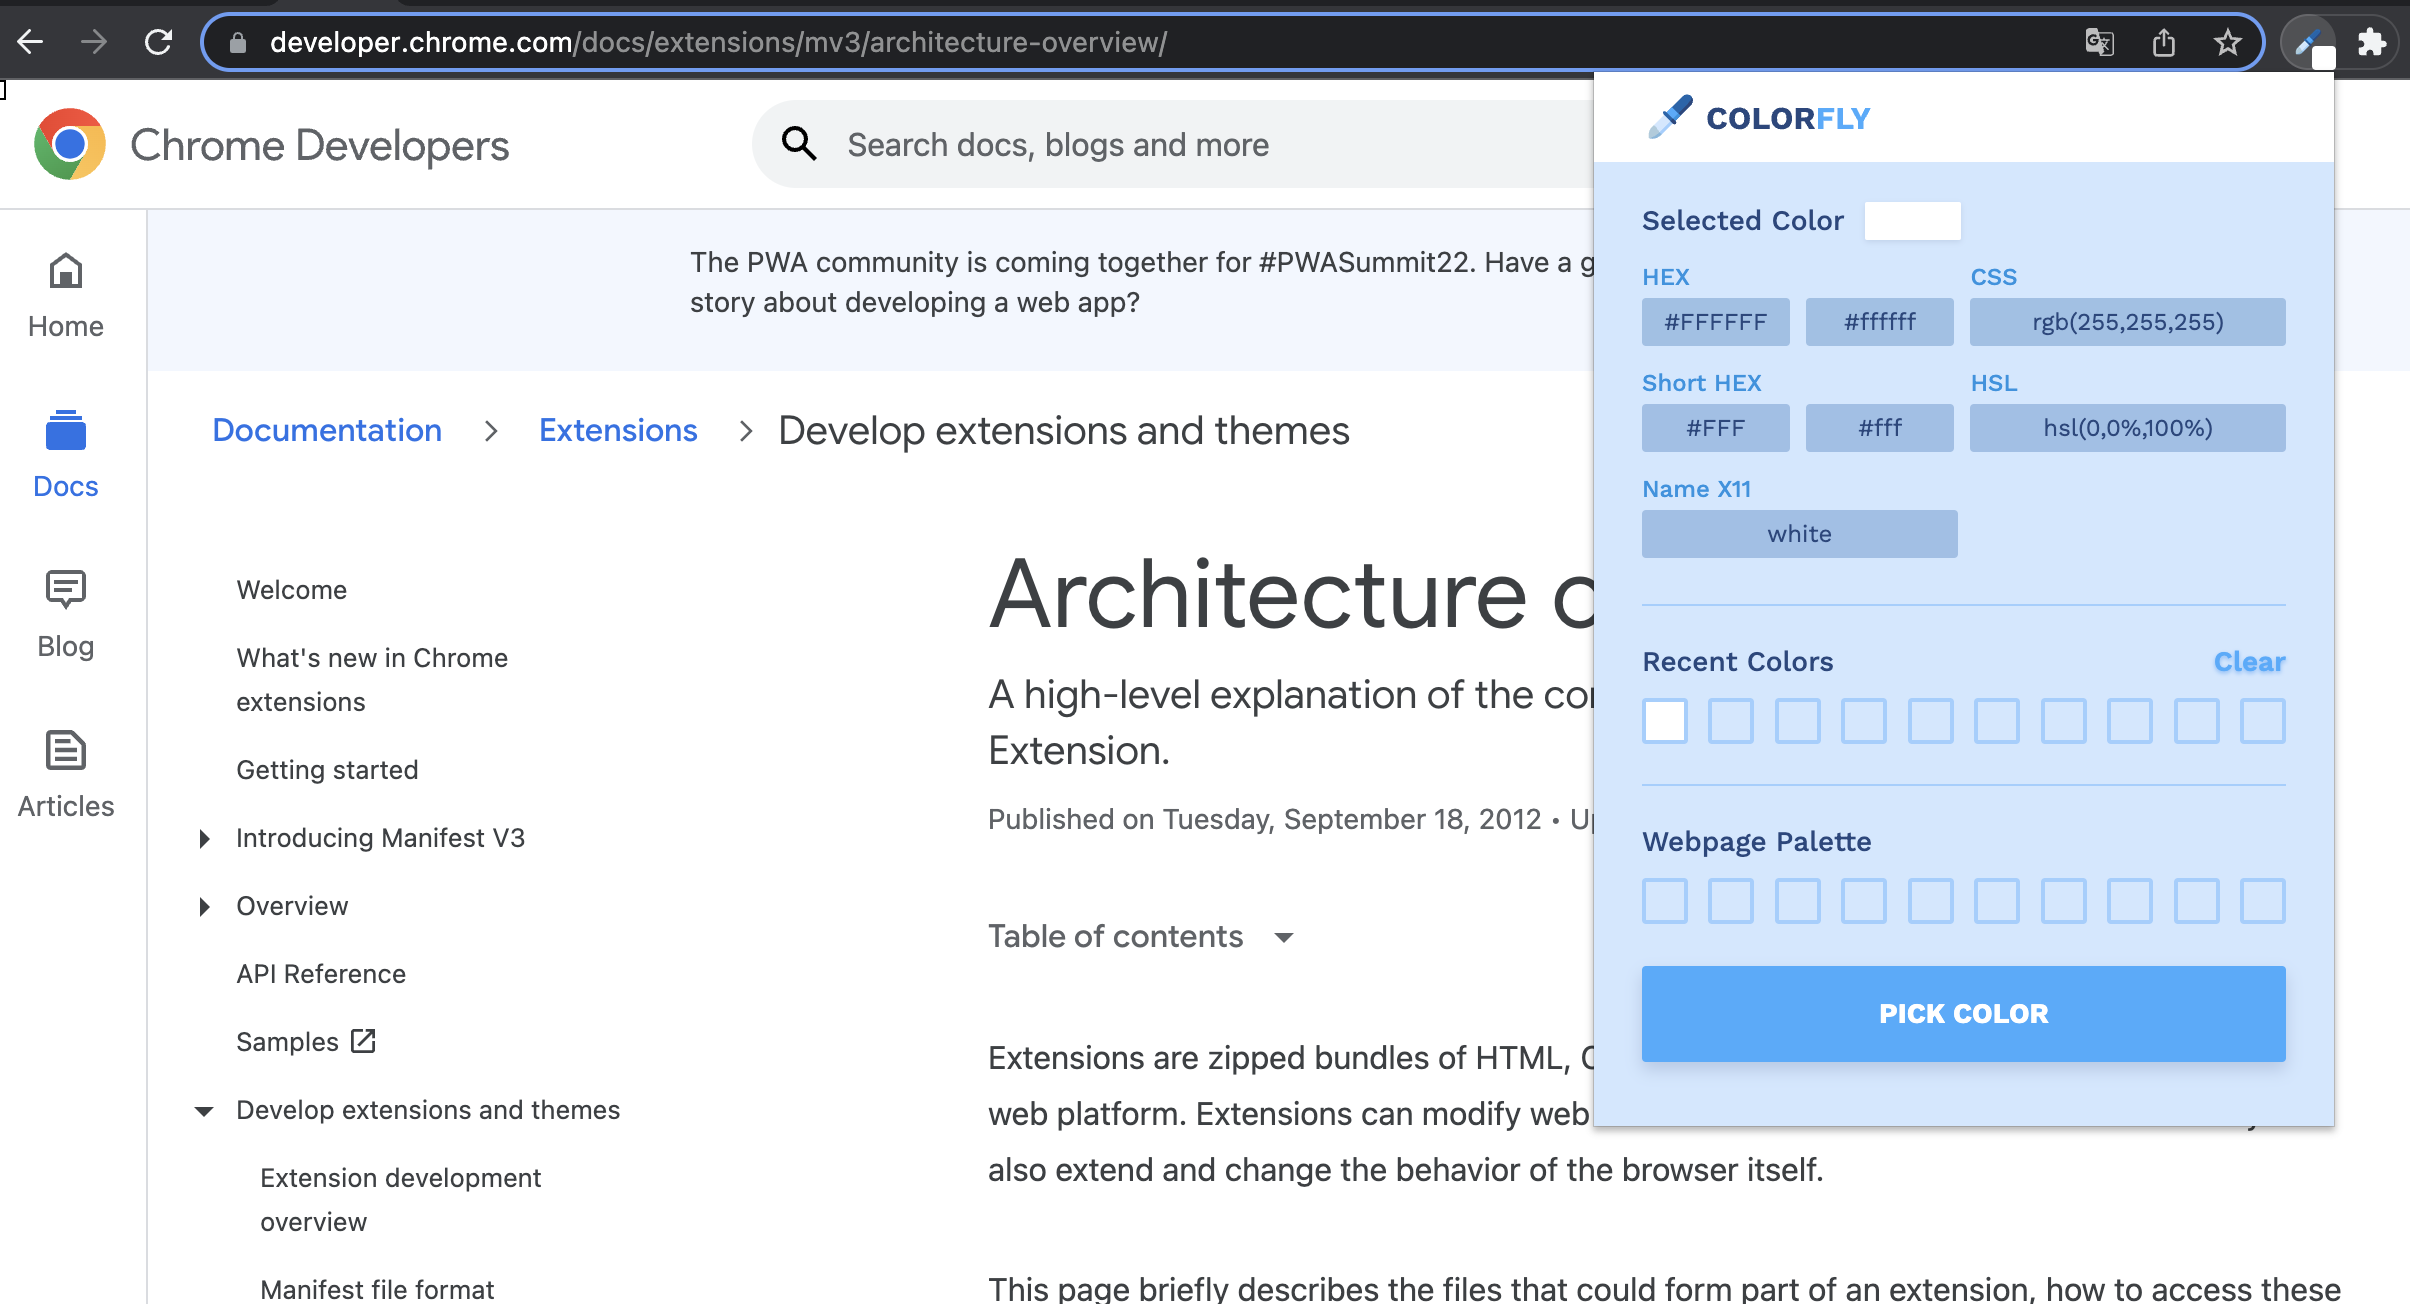 developer.chrome.com/docs/extensions/mv3/architecture-overview/
Chrome Developers
Search docs, blogs and more
Home
Docs
Blog
Articles
The PWA community is coming together for #PWASummit22. Have a g
story about developing a web app?
Documentation > Extensions > Develop extensions and themes
Welcome
What's new in Chrome
extensions
Getting started
Introducing Manifest V3
Overview
API Reference
Samples
Develop extensions and themes
Extension development
overview
Manifest file format
Architecture
A high-level explanation of the
Extension.
Published on Tuesday, September 18, 2012 •
Table of contents
Extensions are zipped bundles of HTML,
web platform. Extensions can modify web
also extend and change the behavior of the browser itself.
This page briefly describes the files that could form part of an extension, how to access these
COLORFLY
Selected Color
HEX
#FFFFFF
#ffffff
CSS
rgb(255,255,255)
Short HEX
#FFF
#fff
HSL
hsl(0,0%,100%)
Name X11
white
Recent Colors
Clear
Webpage Palette
PICK COLOR